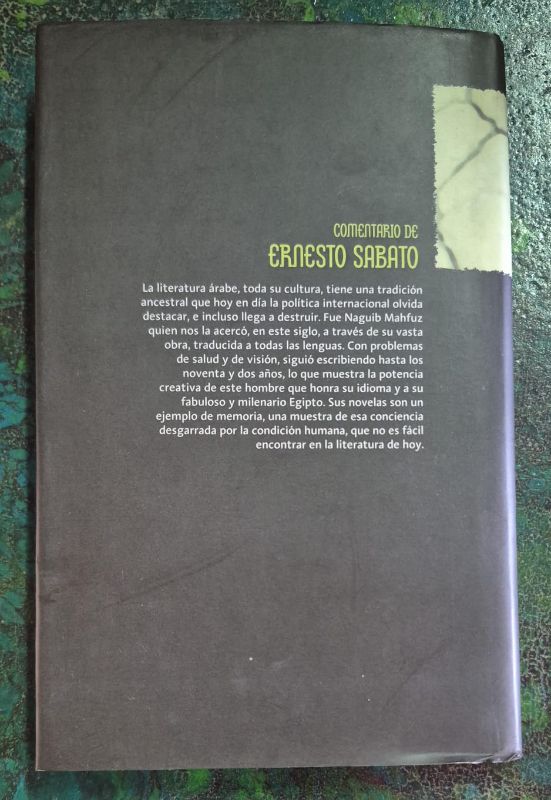 COMENTARIO DE
ERNESTO SABATO
La literatura árabe, toda su cultura, tiene una tradición
ancestral que hoy en día la política internacional olvida
destacar, e incluso llega a destruir. Fue Naguib Mahfuz
quien nos la acercó, en este siglo, a través de su vasta
obra, traducida a todas las lenguas. Con problemas
de salud y de visión, siguió escribiendo hasta los
noventa y dos años, lo que muestra la potencia
creativa de este hombre que honra su idioma y a su
fabuloso y milenario Egipto. Sus novelas son un
ejemplo de memoria, una muestra de esa conciencia
desgarrada por la condición humana, que no es fácil
encontrar en la literatura de hoy.